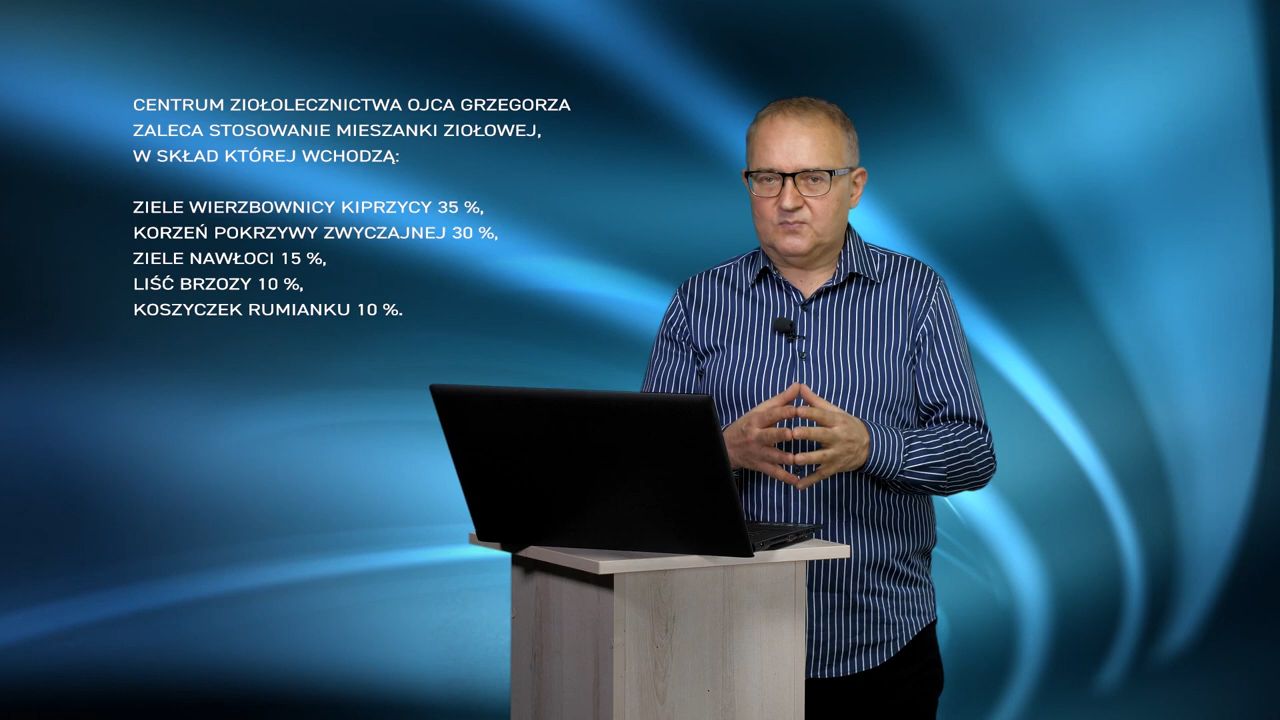 CENTRUM ZIOŁOLECZNICTWA OJCA GRZEGORZA
ZALECA STOSOWANIE MIESZANKI ZIOŁOWEJ,
W SKŁAD KTÓREJ WCHODZĄ:
ZIELE WIERZBOWNICY KIPRZYCY 35 %,
KORZEŃ POKRZYWY ZWYCZAJNEJ 30 %,
ZIELE NAWŁOCI 15 %,
LIŚĆ BRZOZY 10 %,
KOSZYCZEK RUMIANKU 10 %.